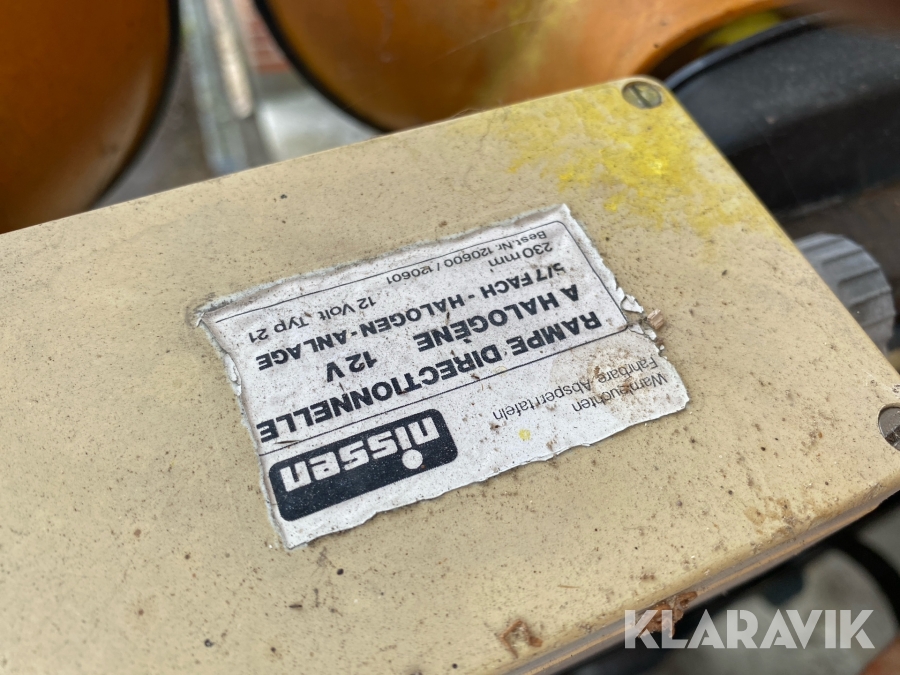 nissen
Warnleuchten
Fahrbare Absperrtafeln
RAMPE DIRECTIONNELLE
A HALOGÈNE 12 V
5/7 FACH - HALOGEN - ANLAGE
230 mm 12 Volt Typ 21
Best.Nr. 120600 / 120601
KLARAVIK